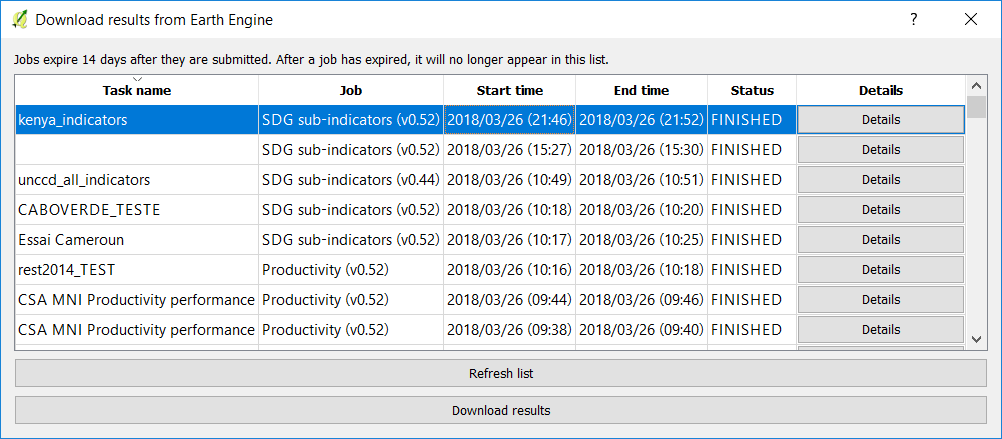 Download results from Earth Engine
Jobs expire 14 days after they are submitted. After a job has expired, it will no longer appear in this list.
Task name Job Start time End time Status Details
kenya_indicators SDG sub-indicators (v0.52) 2018/03/26 (21:46) 2018/03/26 (21:52) FINISHED Details
SDG sub-indicators (v0.52) 2018/03/26 (15:27) 2018/03/26 (15:30) FINISHED Details
unccd_all_indicators SDG sub-indicators (v0.44) 2018/03/26 (10:49) 2018/03/26 (10:51) FINISHED Details
CABOVERDE_TESTE SDG sub-indicators (v0.52) 2018/03/26 (10:18) 2018/03/26 (10:20) FINISHED Details
Essai Cameroun SDG sub-indicators (v0.52) 2018/03/26 (10:17) 2018/03/26 (10:25) FINISHED Details
rest2014_TEST Productivity (v0.52) 2018/03/26 (10:16) 2018/03/26 (10:18) FINISHED Details
CSA MNI Productivity performance Productivity (v0.52) 2018/03/26 (09:44) 2018/03/26 (09:46) FINISHED Details
CSA MNI Productivity performance Productivity (v0.52) 2018/03/26 (09:38) 2018/03/26 (09:40) FINISHED Details
Refresh list
Download results